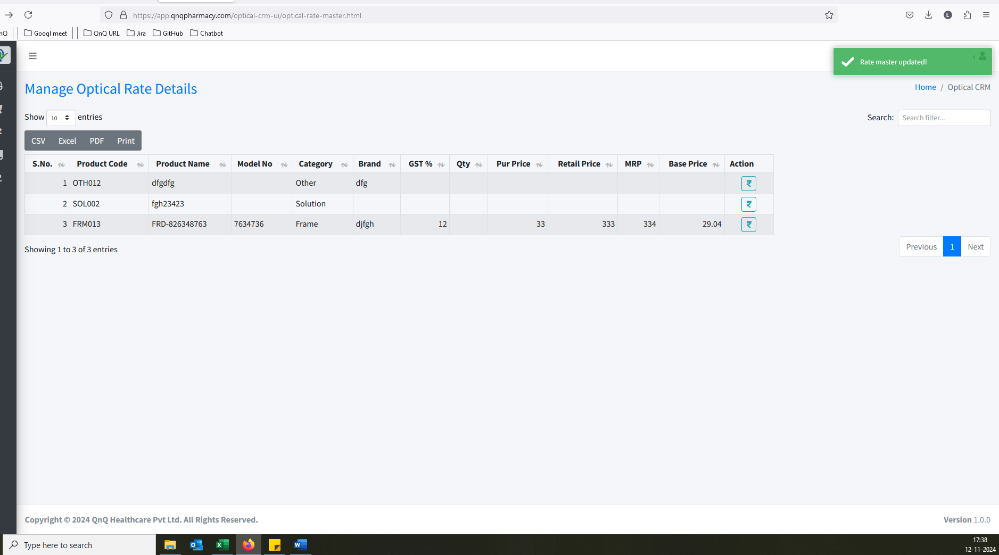 https://app.qnqpharmacy.com/optical-crm-ui/optical-rate-master.html
nQ Googl meet QnQ URL Jira GitHub Chatbot
Rate master updated!
Manage Optical Rate Details
Home / Optical CRM
Show 10 entries
Search: Search filter...
CSV Excel PDF Print
S.No. Product Code Product Name Model No Category Brand GST % Qty Pur Price Retail Price MRP Base Price Action
1 OTH012 dfgdfg Other dfg ₹
2 SOL002 fgh23423 Solution ₹
3 FRM013 FRD-826348763 7634736 Frame djfgh 12 33 333 334 29.04 ₹
Showing 1 to 3 of 3 entries
Previous 1 Next
Copyright © 2024 QnQ Healthcare Pvt Ltd. All Rights Reserved.
Version 1.0.0
Type here to search
17:38
12-11-2024